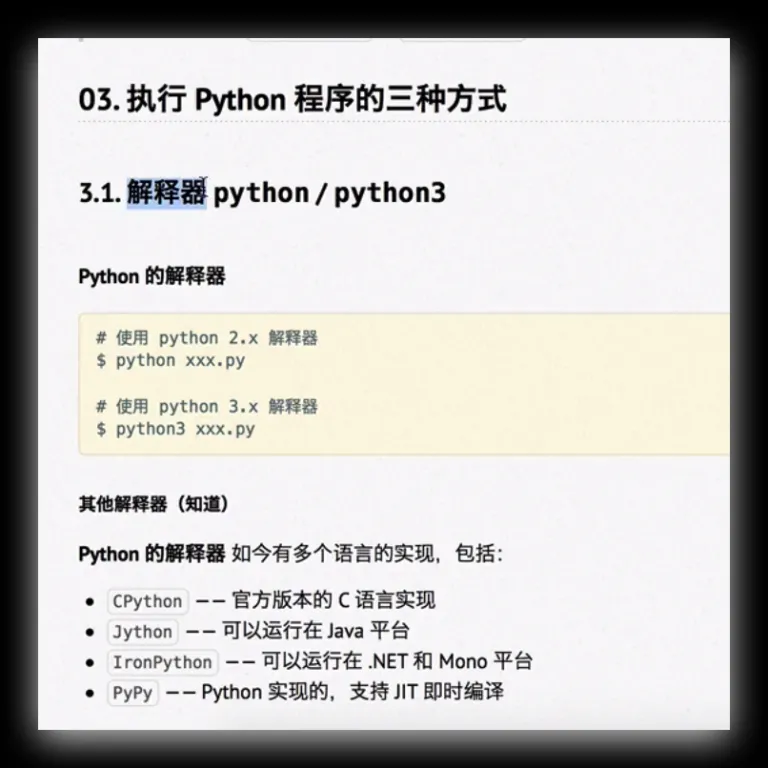 03. 执行 Python 程序的三种方式
3.1. 解释器 python / python3
Python 的解释器
# 使用 python 2.x 解释器
$ python xxx.py
# 使用 python 3.x 解释器
$ python3 xxx.py
其他解释器（知道）
Python 的解释器 如今有多个语言的实现，包括：
• CPython —— 官方版本的 C 语言实现
• Jython —— 可以运行在 Java 平台
• IronPython —— 可以运行在 .NET 和 Mono 平台
• PyPy —— Python 实现的，支持 JIT 即时编译